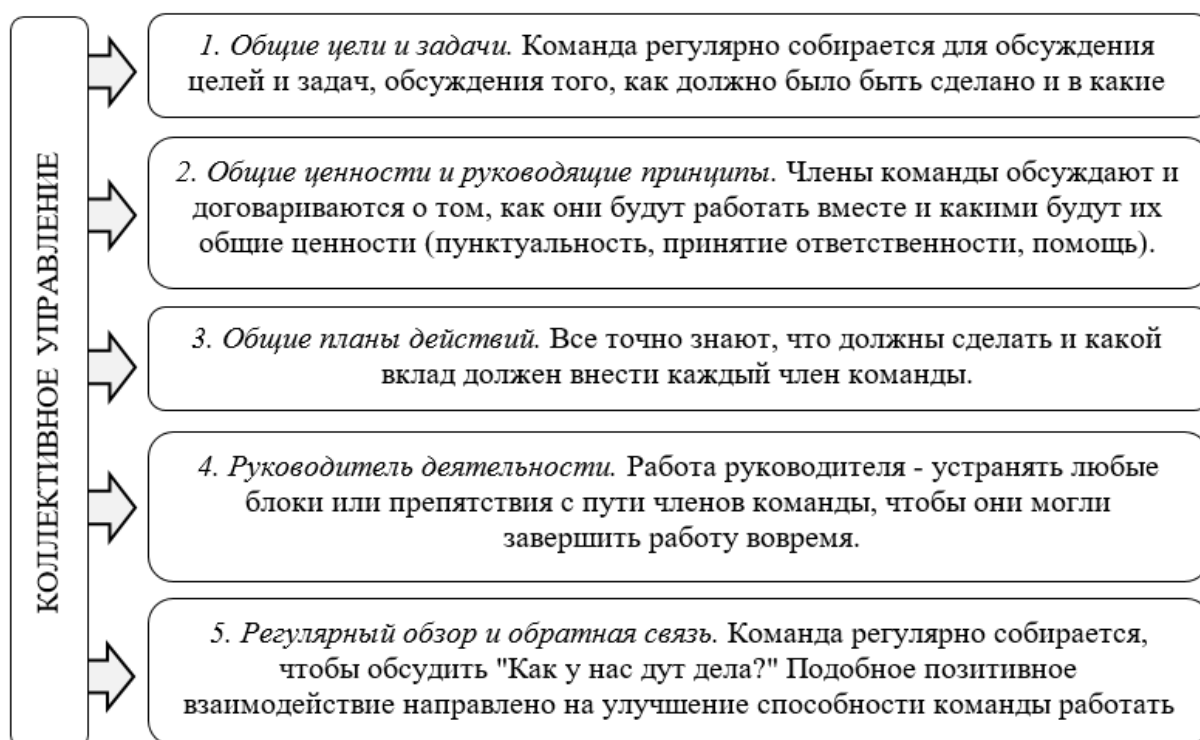 КОЛЛЕКТИВНОЕ УПРАВЛЕНИЕ
1. Общие цели и задачи. Команда регулярно собирается для обсуждения
целей и задач, обсуждения того, как должно было быть сделано и в какие
2. Общие ценности и руководящие принципы. Члены команды обсуждают и
договариваются о том, как они будут работать вместе и какими будут их
общие ценности (пунктуальность, принятие ответственности, помощь).
3. Общие планы действий. Все точно знают, что должны сделать и какой
вклад должен внести каждый член команды.
4. Руководитель деятельности. Работа руководителя - устранять любые
блоки или препятствия с пути членов команды, чтобы они могли
завершить работу вовремя.
5. Регулярный обзор и обратная связь. Команда регулярно собирается,
чтобы обсудить "Как у нас дут дела?" Подобное позитивное
взаимодействие направлено на улучшение способности команды работать